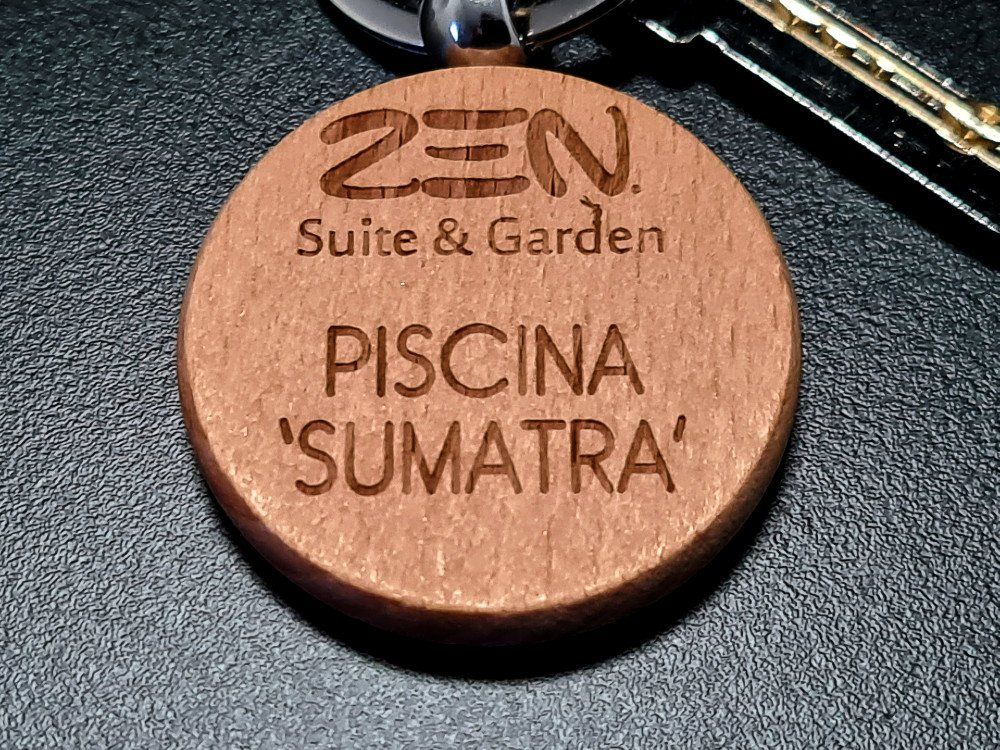 ZEN.
Suite & Garden
PISCINA
'SUMATRA'